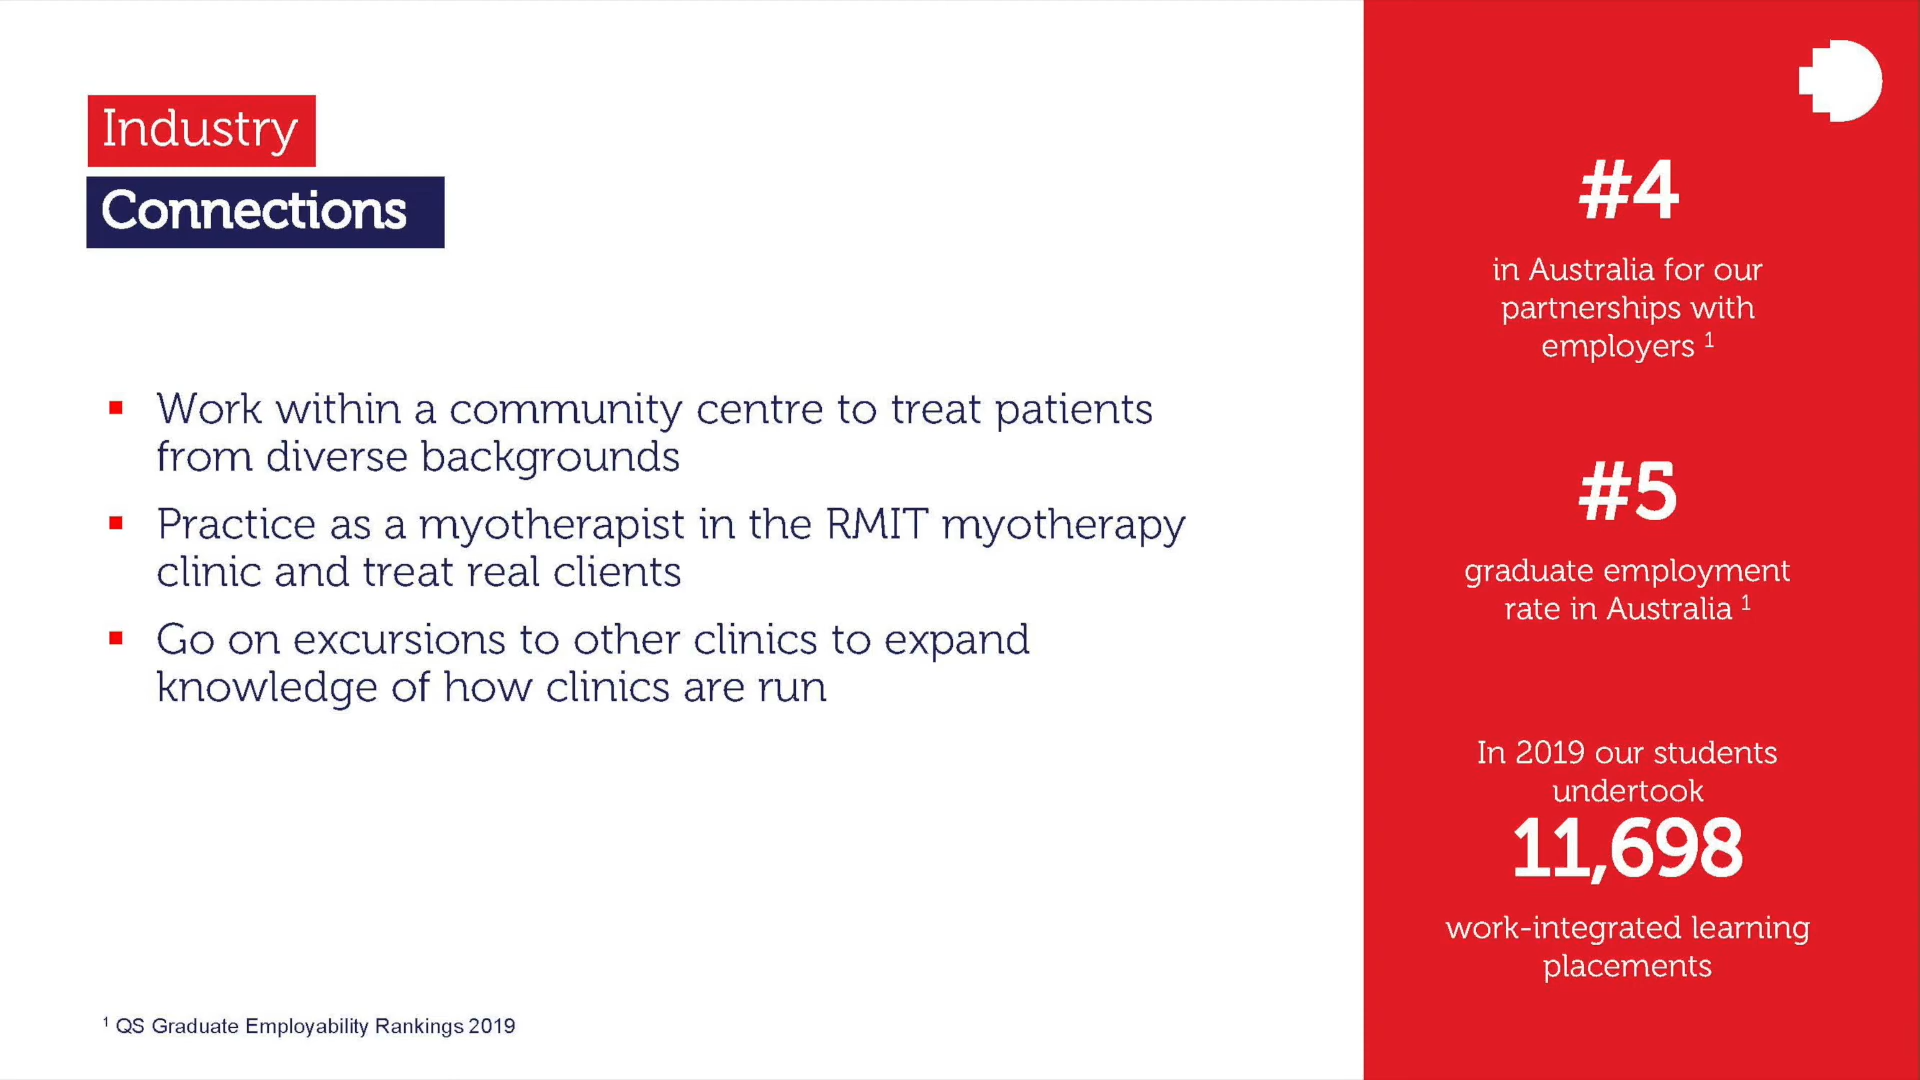 Industry
Connections
▪ Work within a community centre to treat patients
from diverse backgrounds
▪ Practice as a myotherapist in the RMIT myotherapy
clinic and treat real clients
▪ Go on excursions to other clinics to expand
knowledge of how clinics are run
¹ QS Graduate Employability Rankings 2019
#4
in Australia for our
partnerships with
employers ¹
#5
graduate employment
rate in Australia ¹
In 2019 our students
undertook
11,698
work-integrated learning
placements